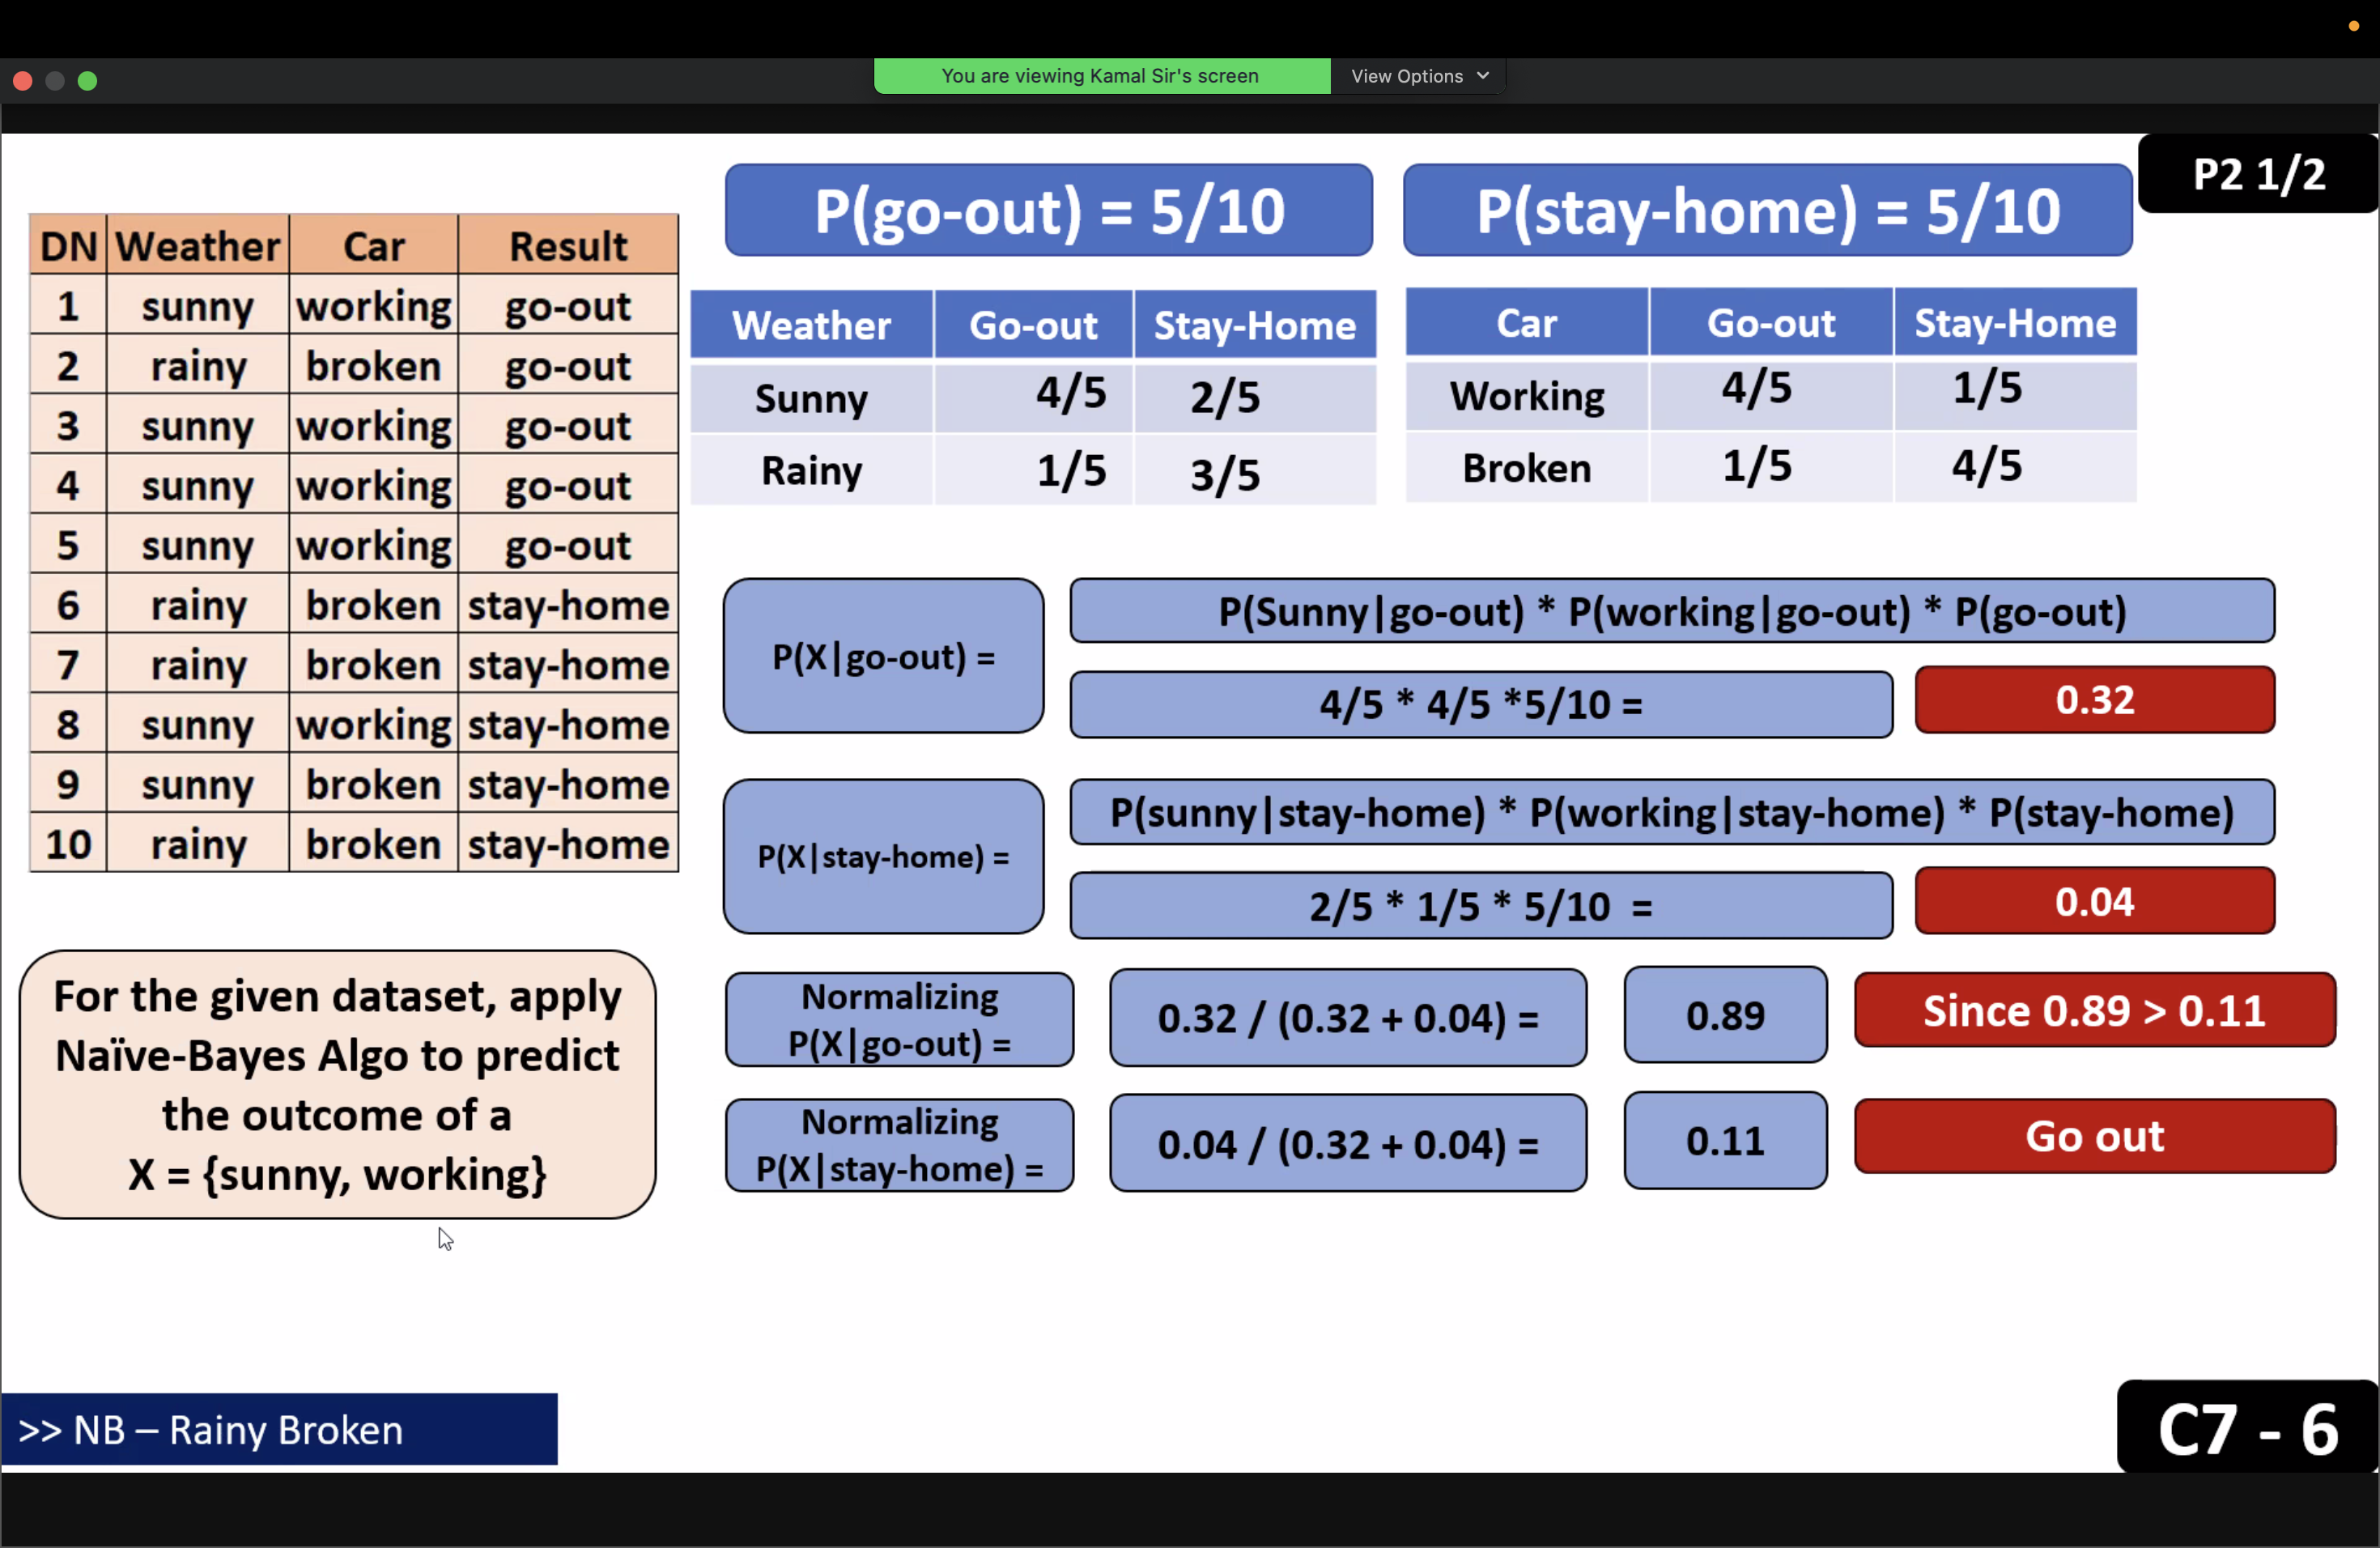 You are viewing Kamal Sir's screen
View Options
P2 1/2
P(go-out) = 5/10
P(stay-home) = 5/10
DN Weather Car Result
1 sunny working go-out
2 rainy broken go-out
3 sunny working go-out
4 sunny working go-out
5 sunny working go-out
6 rainy broken stay-home
7 rainy broken stay-home
8 sunny working stay-home
9 sunny broken stay-home
10 rainy broken stay-home
Weather Go-out Stay-Home
Sunny 4/5 2/5
Rainy 1/5 3/5
Car Go-out Stay-Home
Working 4/5 1/5
Broken 1/5 4/5
P(X|go-out) =
P(Sunny|go-out) * P(working|go-out) * P(go-out)
4/5 * 4/5 *5/10 =
0.32
P(X|stay-home) =
P(sunny|stay-home) * P(working|stay-home) * P(stay-home)
2/5 * 1/5 * 5/10 =
0.04
Normalizing
P(X|go-out) =
0.32 / (0.32 + 0.04) =
0.89
Since 0.89 > 0.11
Normalizing
P(X|stay-home) =
0.04 / (0.32 + 0.04) =
0.11
Go out
For the given dataset, apply
Naïve-Bayes Algo to predict
the outcome of a
X = {sunny, working}
>> NB – Rainy Broken
C7 - 6